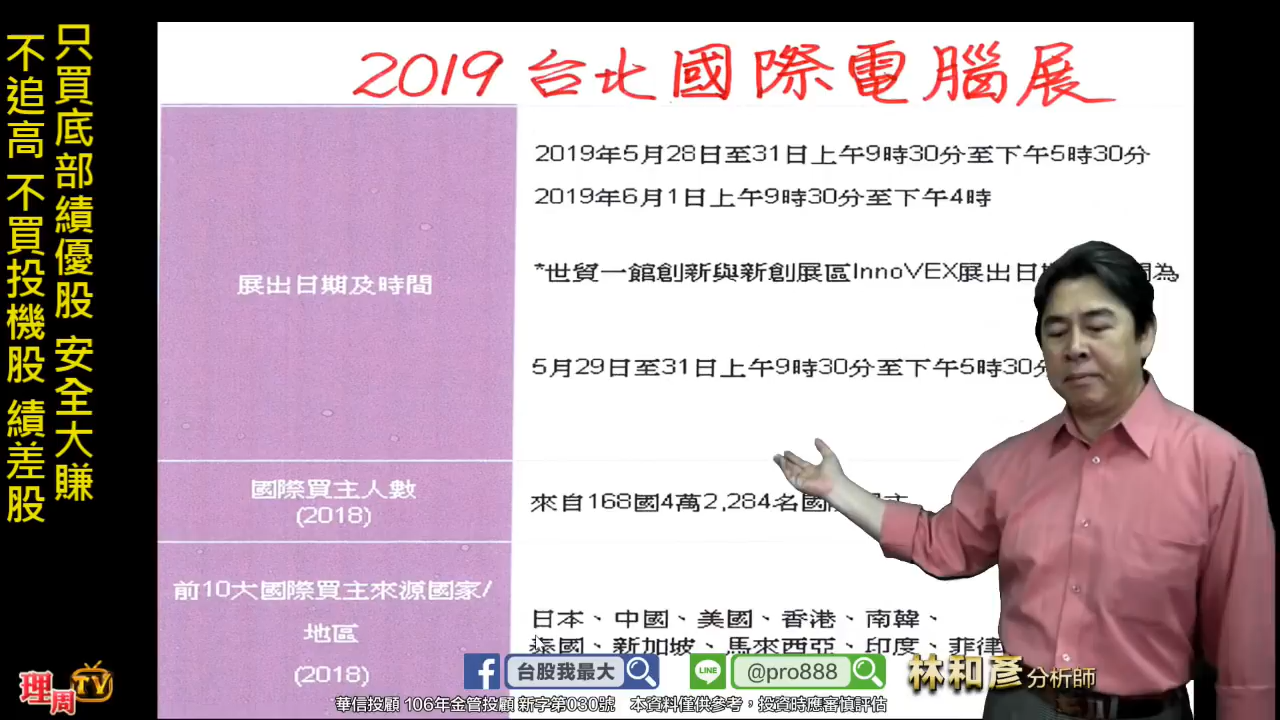 只買底部績優股 安全大賺
不追高 不買投機股 績差股
2019台北國際電腦展
展出日期及時間
2019年5月28日至31日上午9時30分至下午5時30分
2019年6月1日上午9時30分至下午4時
*世貿一館創新與新創展區InnoVEX展出日
為
5月29日至31日上午9時30分至下午5時30
國際買主人數
(2018)
來自168國4萬2,284名國
前10大國際買主來源國家/
地區
(2018)
日本、中國、美國、香港、南韓、
泰國、新加坡、馬來西亞、印度、菲律
理周TV
台股我最大
LINE
@pro888
林和彥分析師
華信投顧 106年金管投顧 新字第030號 本資料僅供參考，投資時應審慎評估